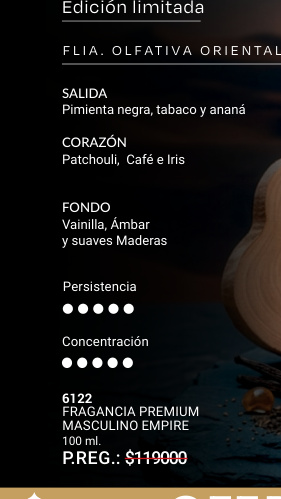 Edición limitada
FLIA. OLFATIVA ORIENTAL
SALIDA
Pimienta negra, tabaco y ananá
CORAZÓN
Patchouli, Café e Iris
FONDO
Vainilla, Ámbar
y suaves Maderas
Persistencia
Concentración
6122
FRAGANCIA PREMIUM
MASCULINO EMPIRE
100 ml.
P.REG.: $119000